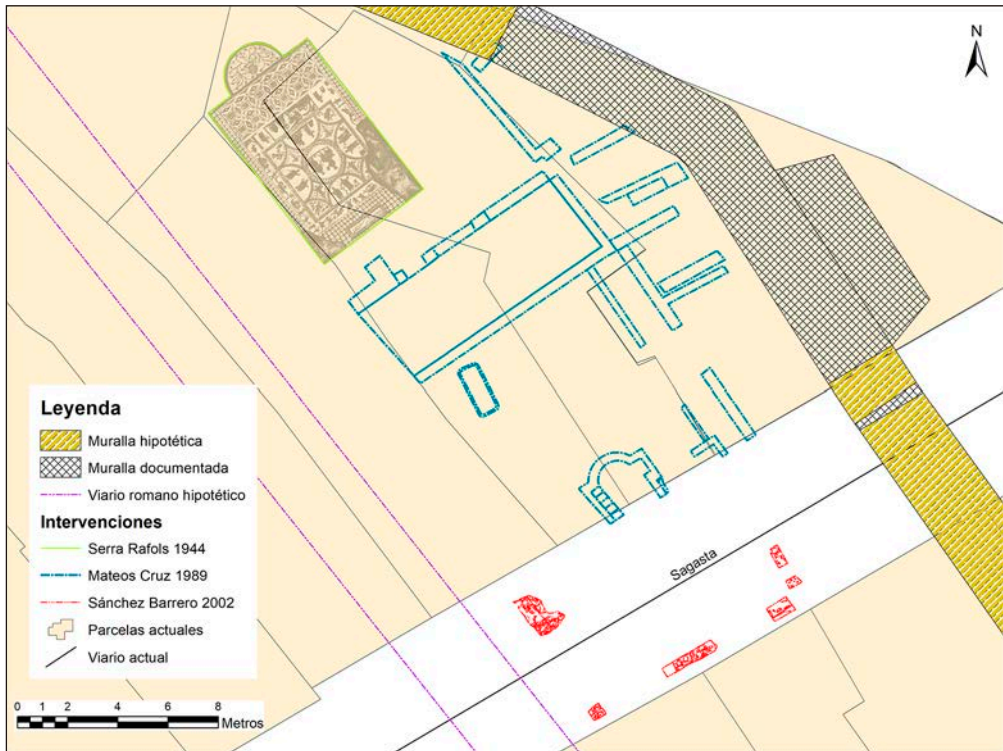 N
Sagasta
Leyenda
Muralla hipotética
Muralla documentada
Viario romano hipotético
Intervenciones
Serra Rafols 1944
Mateos Cruz 1989
Sánchez Barrero 2002
Parcelas actuales
Viario actual
0 1 2 4 6 8
Metros